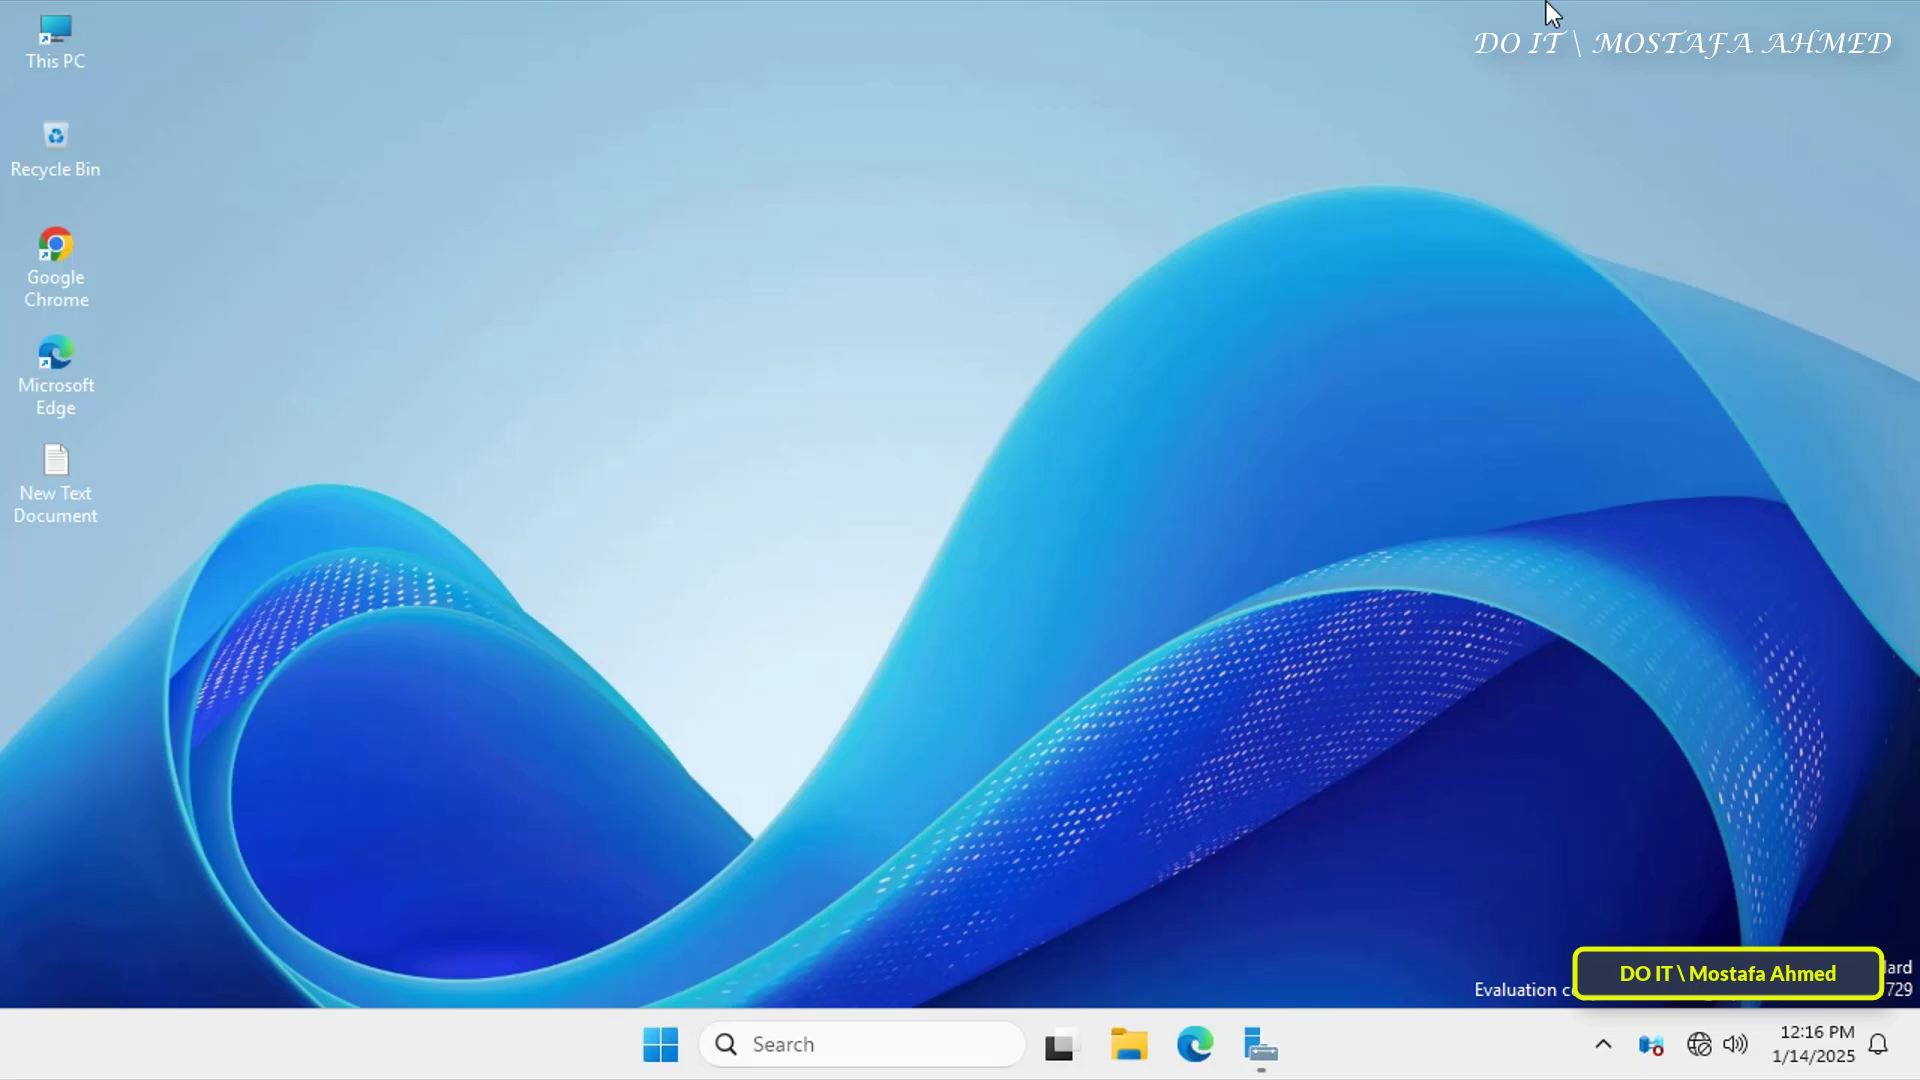 DO IT \ MOSTAFA AHMED
This PC
Recycle Bin
Google
Chrome
Microsoft
Edge
New Text
Document
DO IT \ Mostafa Ahmed
Evaluation
729
Search
12:16 PM
1/14/2025